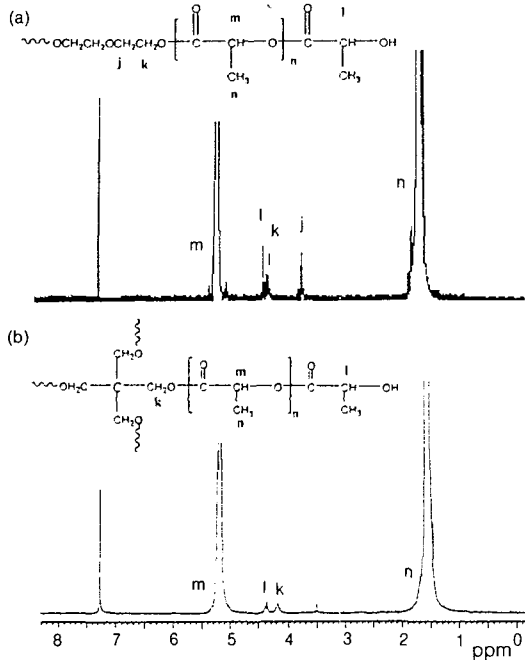 (a)
O m O l
OCH₂CH₂OCH₂CH₂O C CH O n C CH OH
j k CH₃ CH₃
n
l
k
l
j
m
n
(b)
CH₂O O m O l
OCH₂C C CH₂O C CH O n C CH OH
k CH₃ CH₃
CH₂O n
m
l k
n
8 7 6 5 4 3 2 1 0
ppm